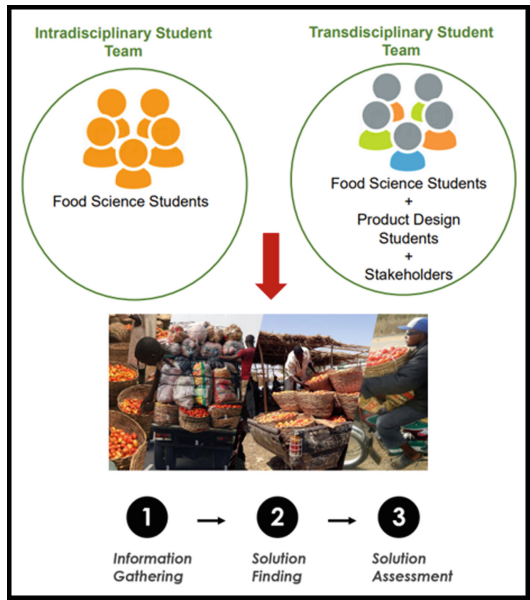 Intradisciplinary Student
Team
Transdisciplinary Student
Team
Food Science Students
Food Science Students
+
Product Design
Students
+
Stakeholders
1
2
3
Information
Gathering
Solution
Finding
Solution
Assessment